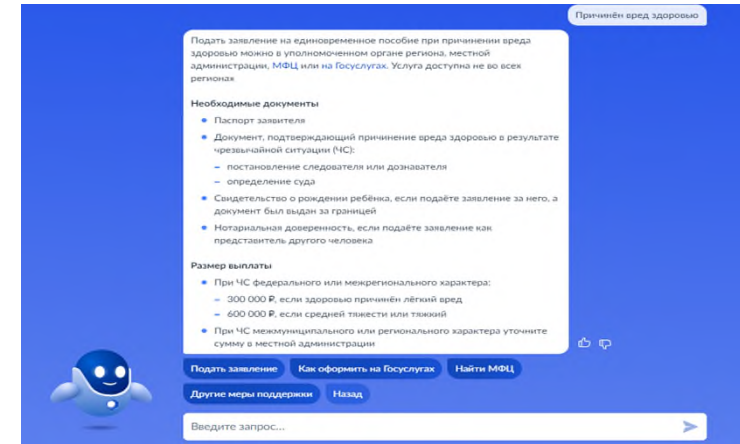 Причинён вред здоровью
Подать заявление на единовременное пособие при причинении вреда
здоровью можно в уполномоченном органе региона, местной
администрации, МФЦ или на Госуслугах. Услуга доступна не во всех
регионах
Необходимые документы
Паспорт заявителя
Документ, подтверждающий причинение вреда здоровью в результате
чрезвычайной ситуации (ЧС):
– постановление следователя или дознавателя
– определение суда
Свидетельство о рождении ребёнка, если подаёте заявление за него, а
документ был выдан за границей
Нотариальная доверенность, если подаёте заявление как
представитель другого человека
Размер выплаты
При ЧС федерального или межрегионального характера:
– 300 000 ₽, если здоровью причинён лёгкий вред
– 600 000 ₽, если средней тяжести или тяжкий
При ЧС межмуниципального или регионального характера уточните
сумму в местной администрации
Подать заявление Как оформить на Госуслугах Найти МФЦ
Другие меры поддержки Назад
Введите запрос...